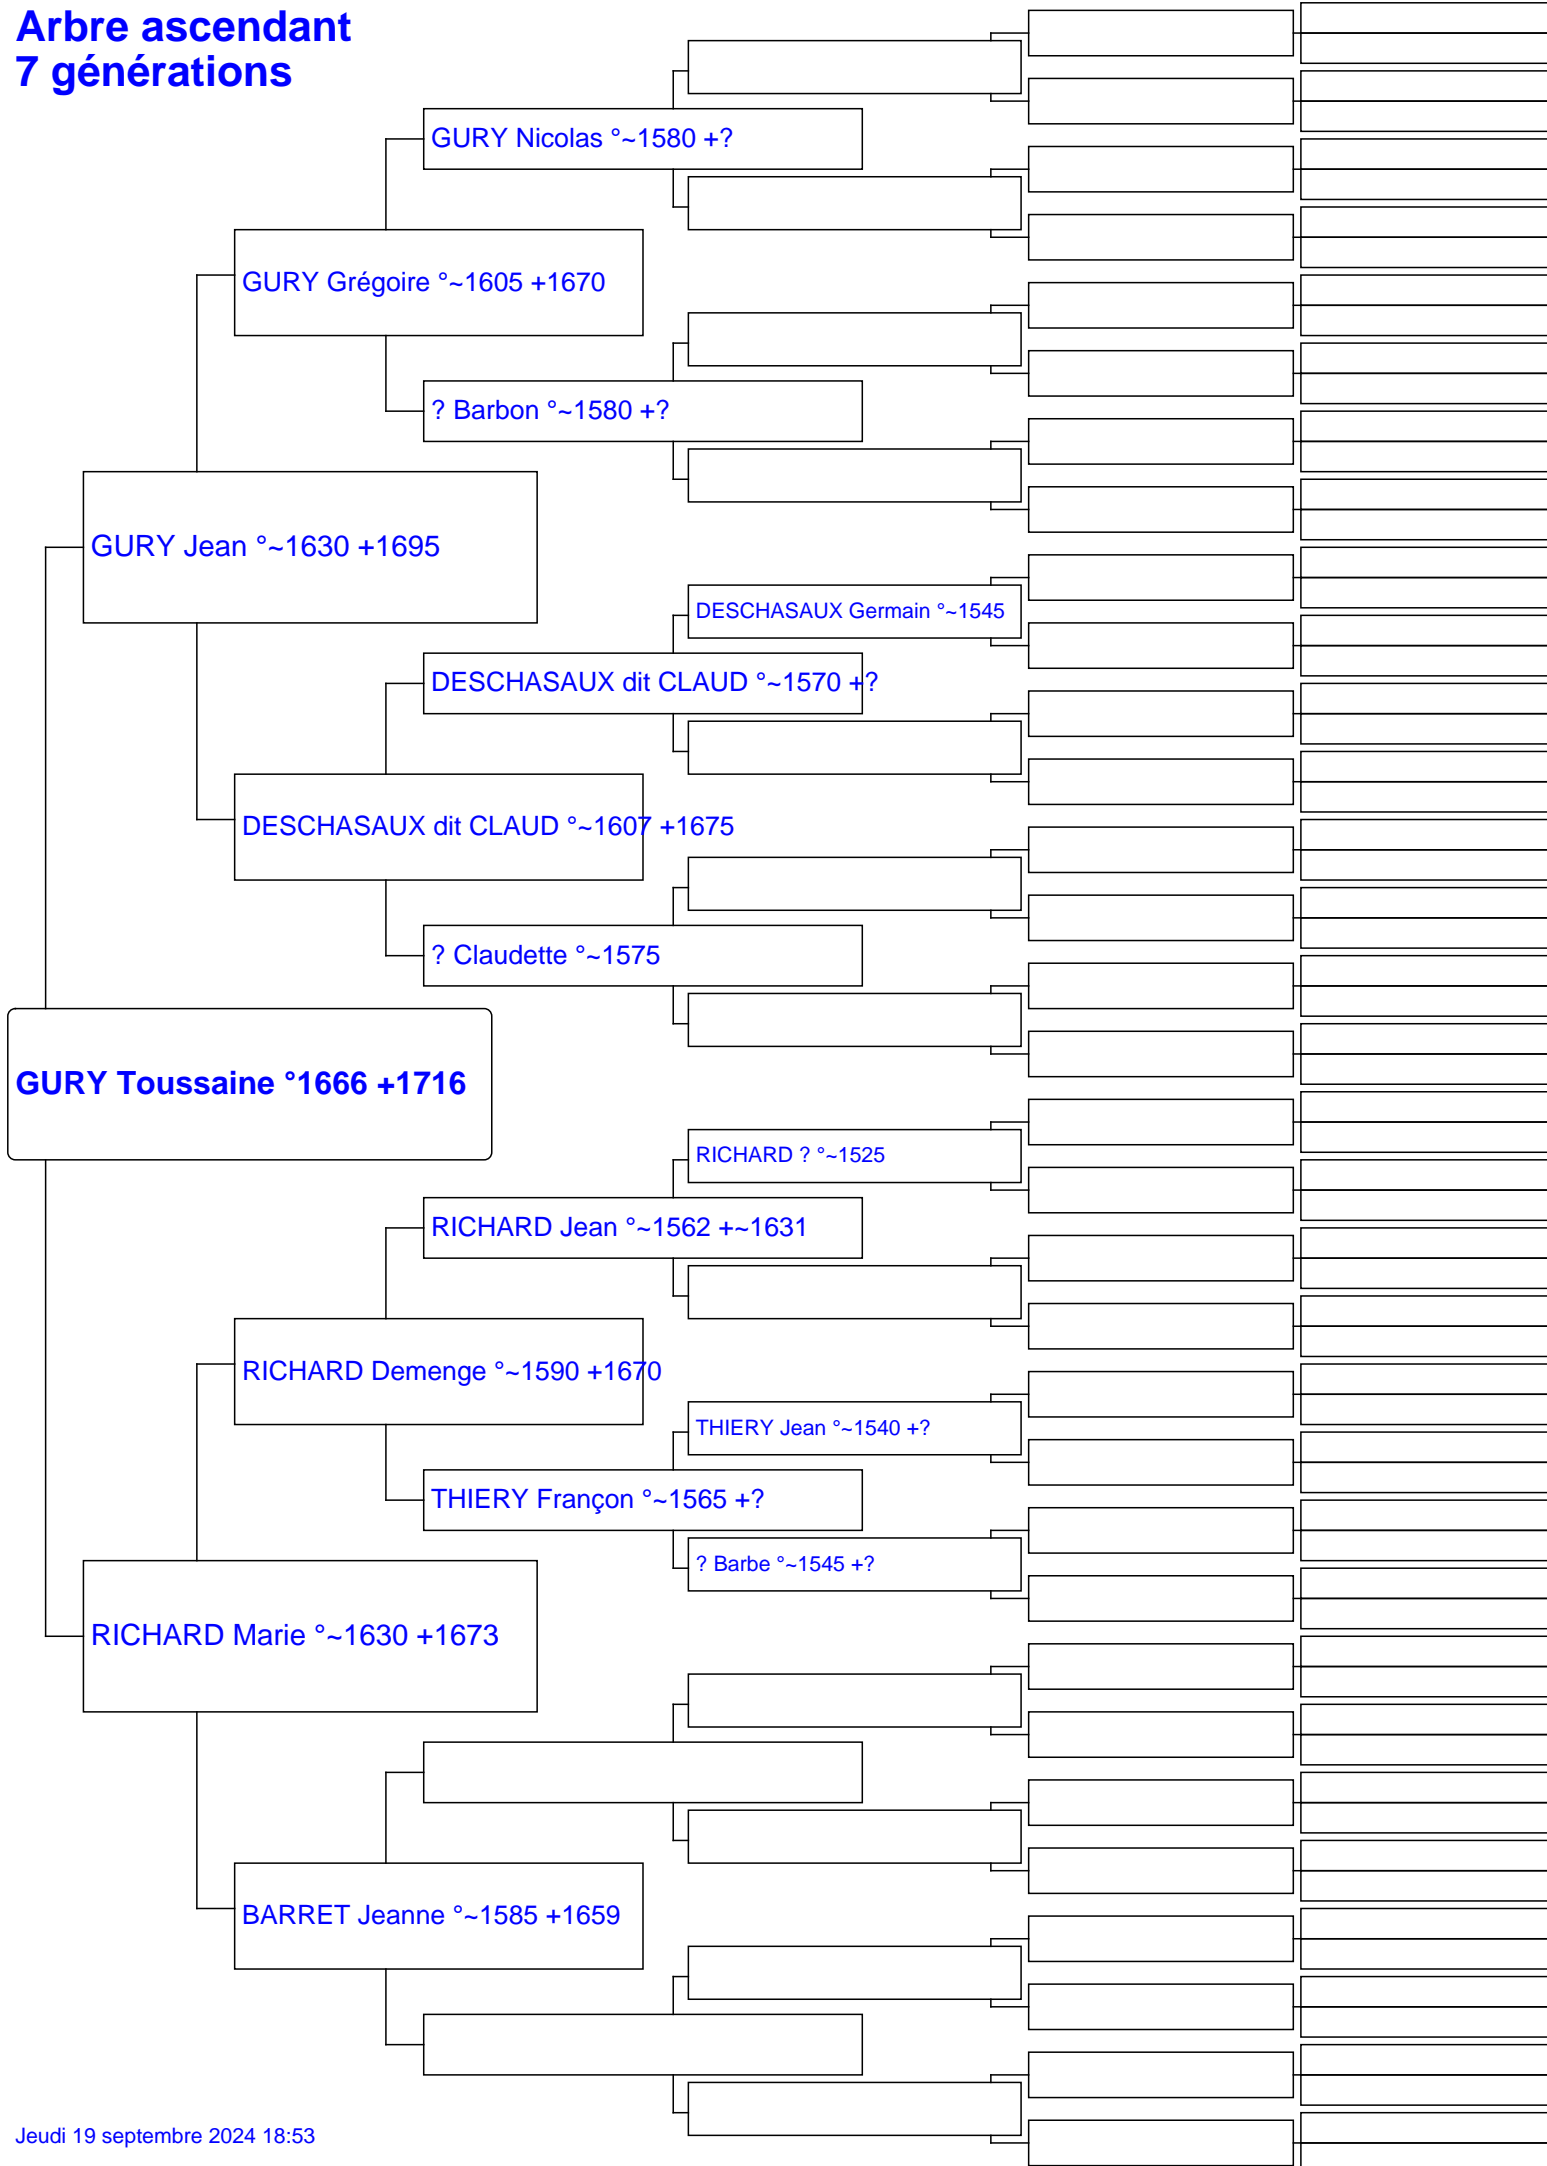 Arbre ascendant
7 générations
GURY Nicolas °~1580 +?
GURY Grégoire °~1605 +1670
? Barbon °~1580 +?
GURY Jean °~1630 +1695
DESCHASAUX Germain °~1545
DESCHASAUX dit CLAUD °~1570 +?
DESCHASAUX dit CLAUD °~1607 +1675
? Claudette °~1575
GURY Toussaine °1666 +1716
RICHARD ? °~1525
RICHARD Jean °~1562 +~1631
RICHARD Demenge °~1590 +1670
THIERY Jean °~1540 +?
THIERY Françon °~1565 +?
? Barbe °~1545 +?
RICHARD Marie °~1630 +1673
BARRET Jeanne °~1585 +1659
Jeudi 19 septembre 2024 18:53